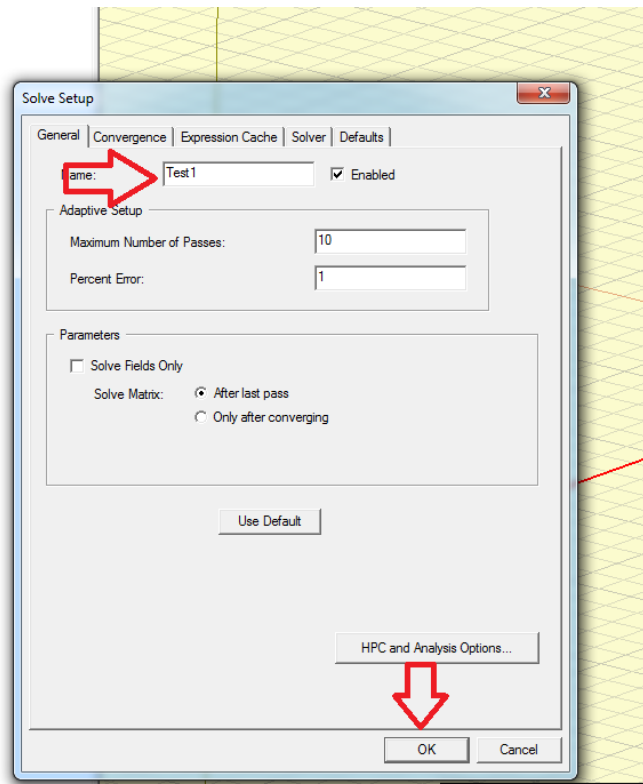 Solve Setup
General Convergence Expression Cache Solver Defaults
Name: Test1 Enabled
Adaptive Setup
Maximum Number of Passes: 10
Percent Error: 1
Parameters
Solve Fields Only
Solve Matrix: After last pass
Only after converging
Use Default
HPC and Analysis Options...
OK Cancel